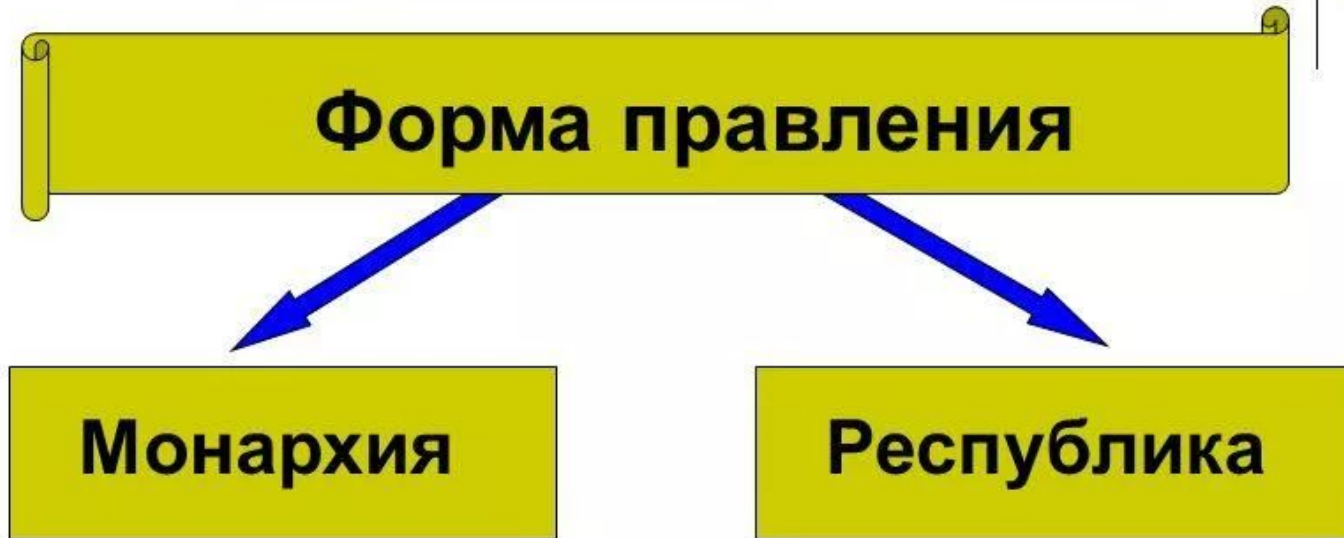 Форма правления
Монархия
Республика